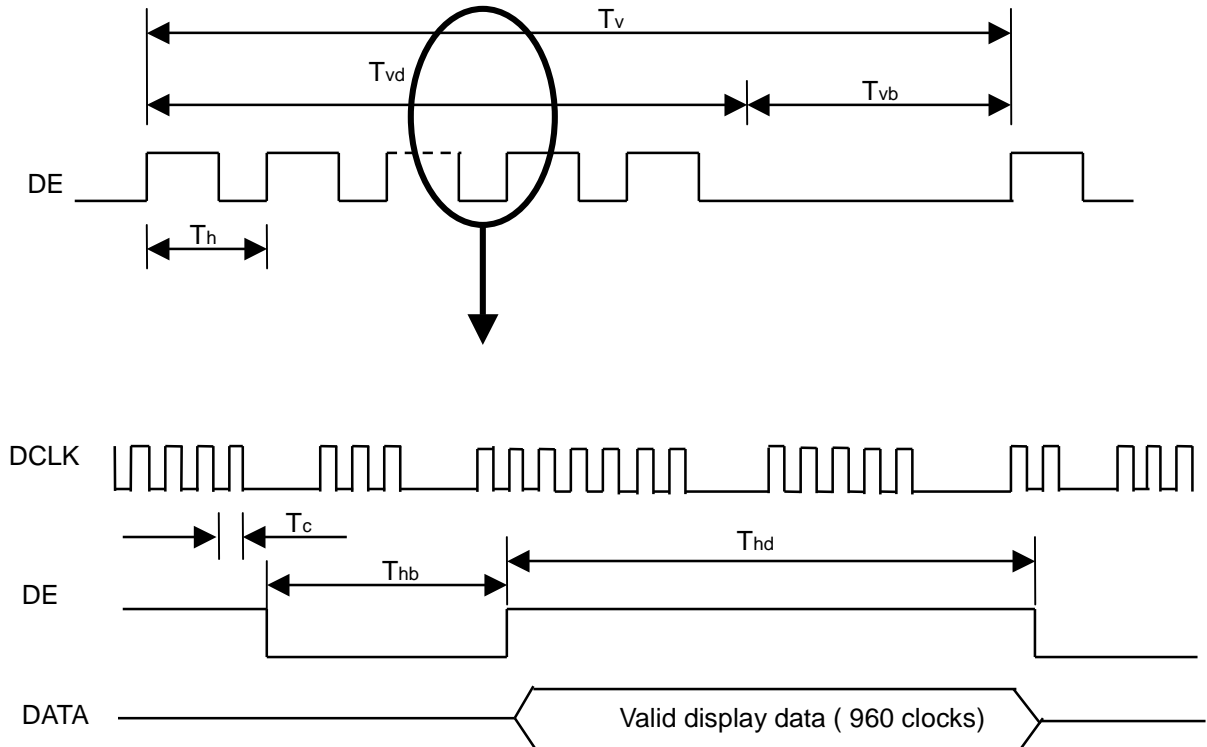 Tv
Tvd
Tvb
DE
Th
DCLK
Tc
Thd
Thb
DE
DATA
Valid display data ( 960 clocks)